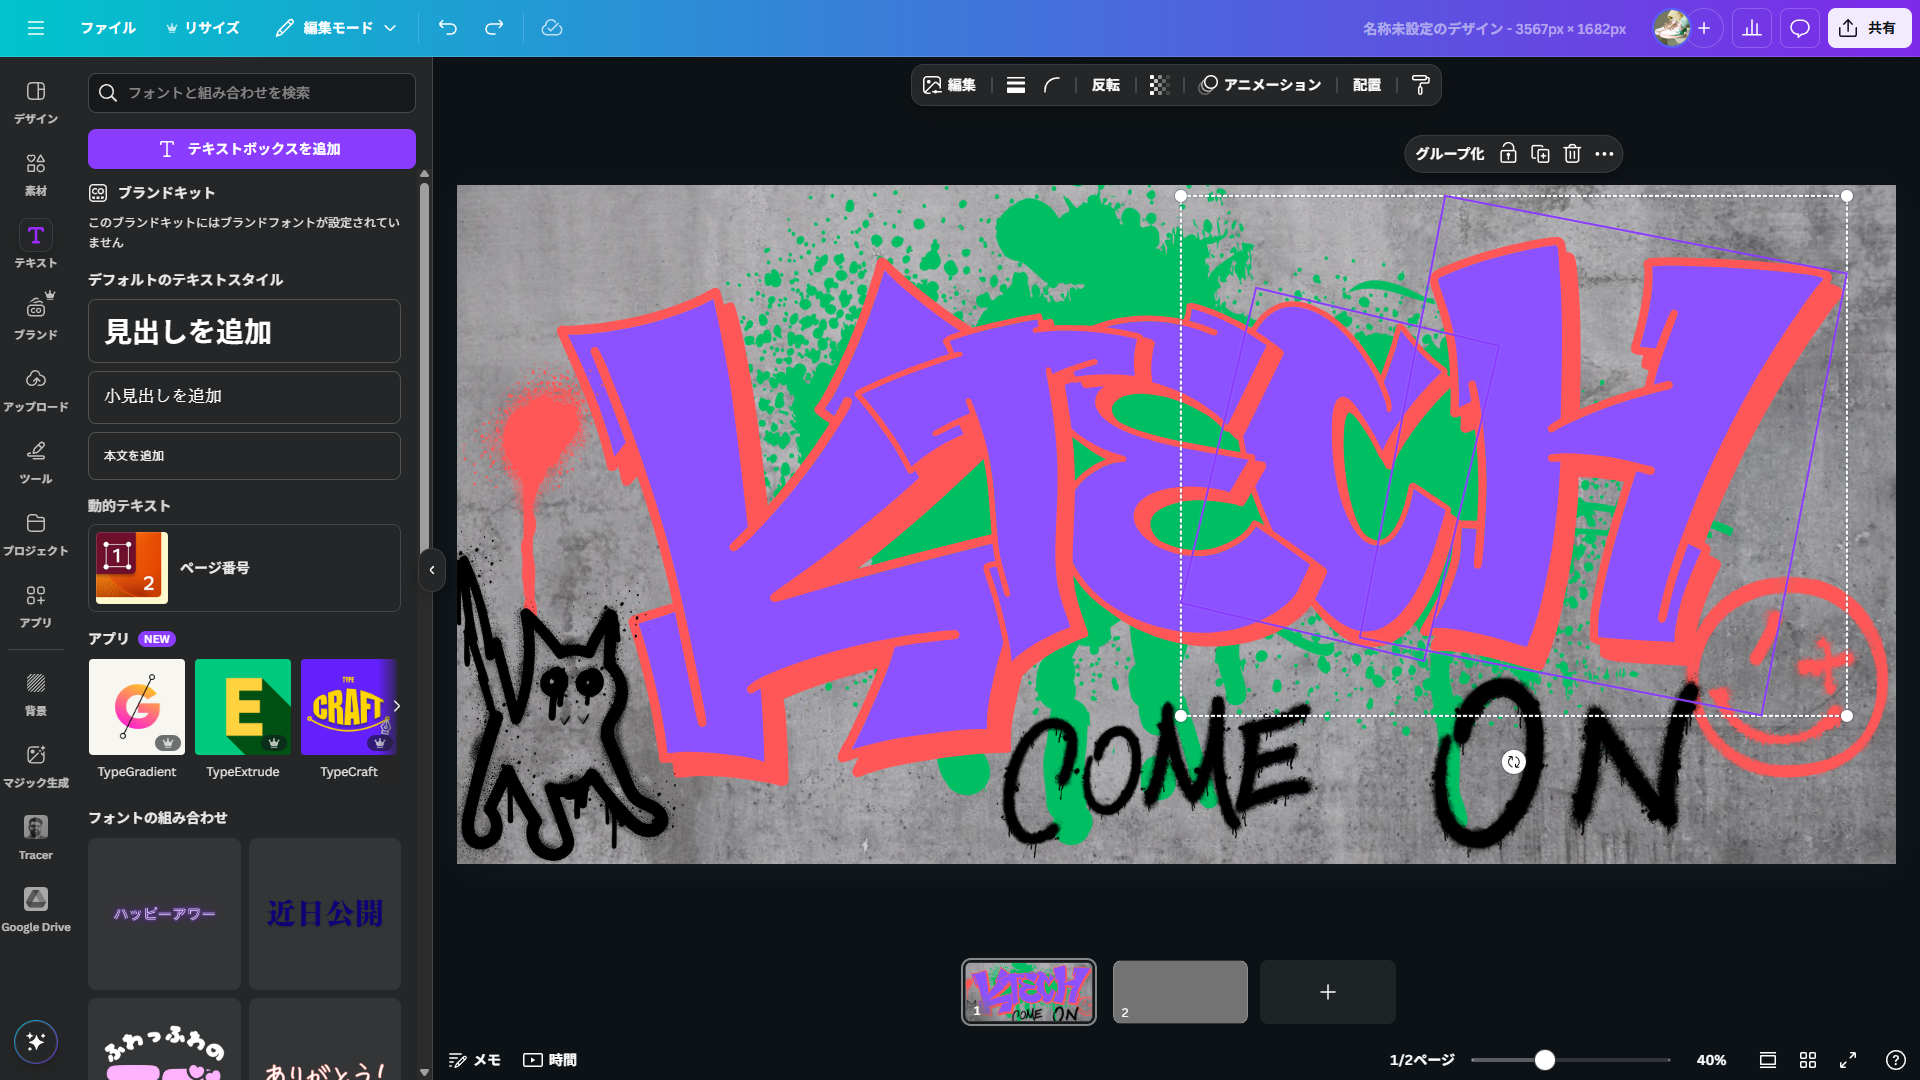 ファイル
リサイズ
編集モード
名称未設定のデザイン - 3567px × 1682px
共有
デザイン
素材
テキスト
ブランド
アップロード
ツール
プロジェクト
アプリ
背景
マジック生成
Tracer
Google Drive
フォントと組み合わせを検索
テキストボックスを追加
ブランドキット
このブランドキットにはブランドフォントが設定されてい
ません
デフォルトのテキストスタイル
見出しを追加
小見出しを追加
本文を追加
動的テキスト
1
2
ページ番号
アプリ NEW
G
E
TYPE
CRAFT
TypeGradient
TypeExtrude
TypeCraft
フォントの組み合わせ
ハッピーアワー
近日公開
ふわっふわの
ありがとう!
編集
反転
アニメーション
配置
グループ化
KTECH
COME ON
KTECH
COME ON
1
2
メモ
時間
1/2ページ
40%